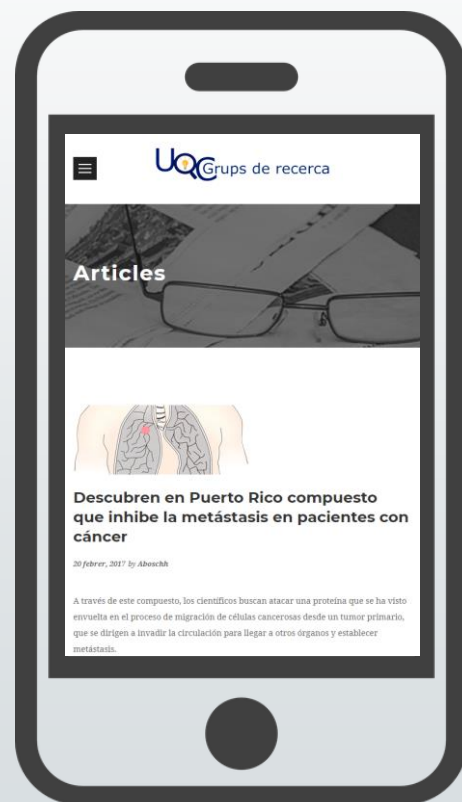 UQC Grups de recerca
Articles
Descubren en Puerto Rico compuesto
que inhibe la metástasis en pacientes con
cáncer
20 febrer, 2017 by Aboschh
A través de este compuesto, los científicos buscan atacar una proteína que se ha visto
envuelta en el proceso de migración de células cancerosas desde un tumor primario,
que se dirigen a invadir la circulación para llegar a otros órganos y establecer
metástasis.